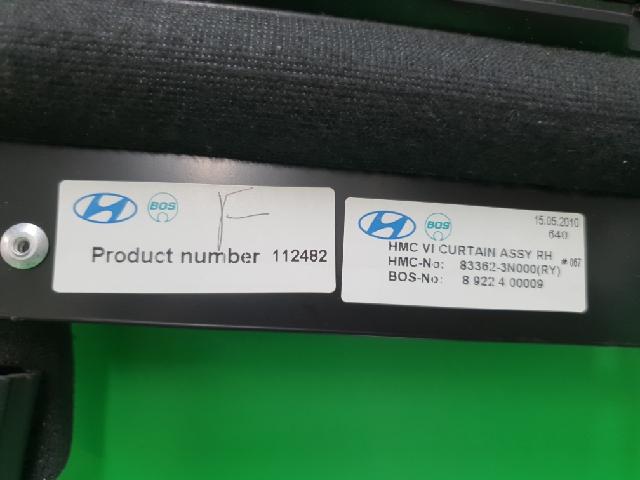 BOS
Product number 112482
BOS
15.05.2010
640
HMC VI CURTAIN ASSY RH
HMC-No: 83362-3N000(RY) #067
BOS-No: 8 922 4 00009